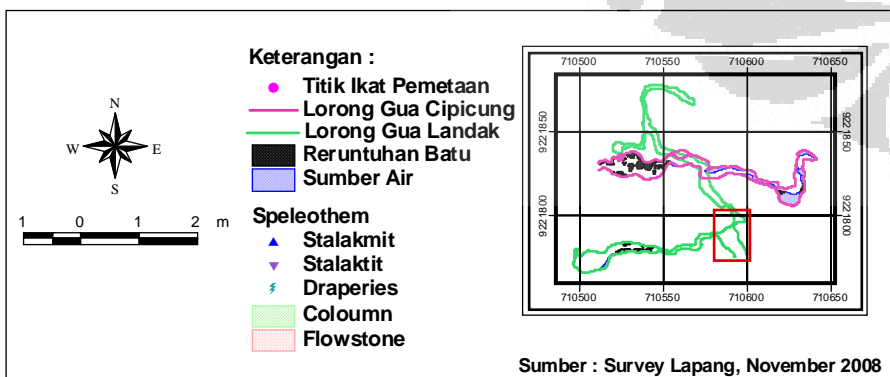 N
W E
S
1 0 1 2 m
Keterangan :
Titik Ikat Pemetaan
Lorong Gua Cipicung
Lorong Gua Landak
Reruntuhan Batu
Sumber Air
Speleothem
Stalakmit
Stalaktit
Draperies
Coloumn
Flowstone
710500 710550 710600 710650
9221850 9221850
9221800 9221800
710500 710550 710600 710650
Sumber : Survey Lapang, November 2008